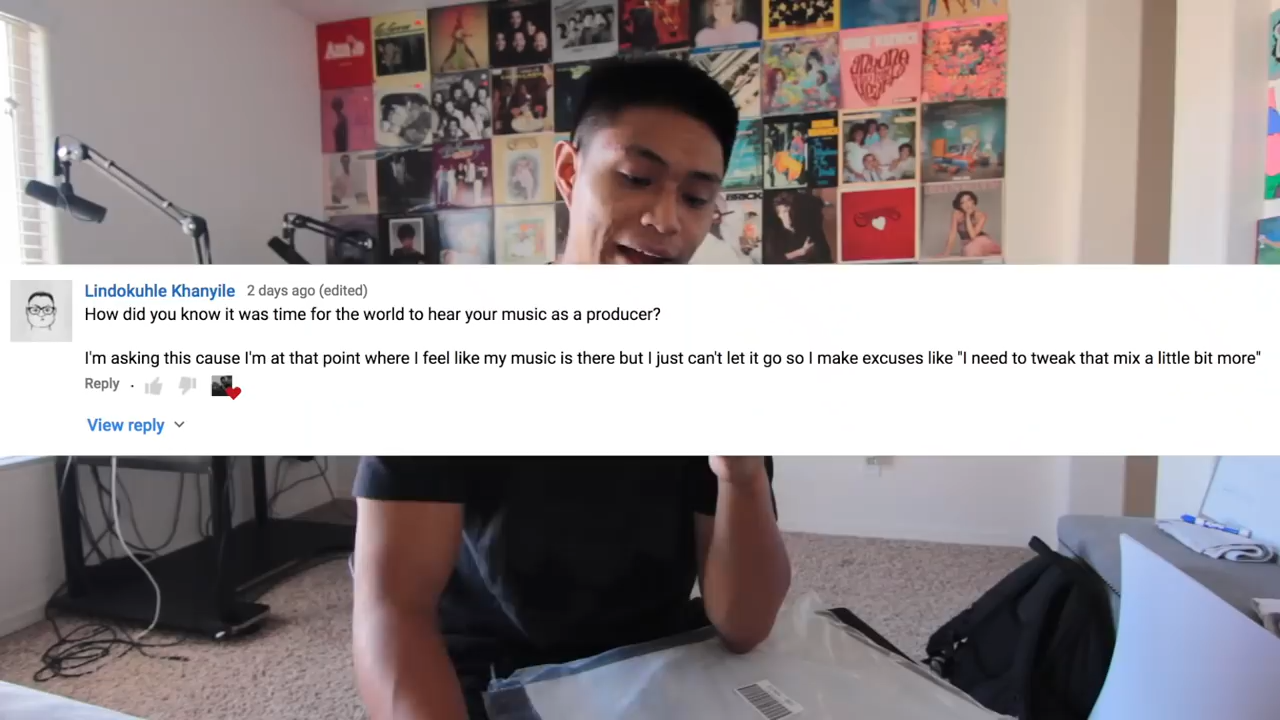 Lindokuhle Khanyile 2 days ago (edited)
How did you know it was time for the world to hear your music as a producer?
I'm asking this cause I'm at that point where I feel like my music is there but I just can't let it go so I make excuses like "I need to tweak that mix a little bit more"
Reply
View reply